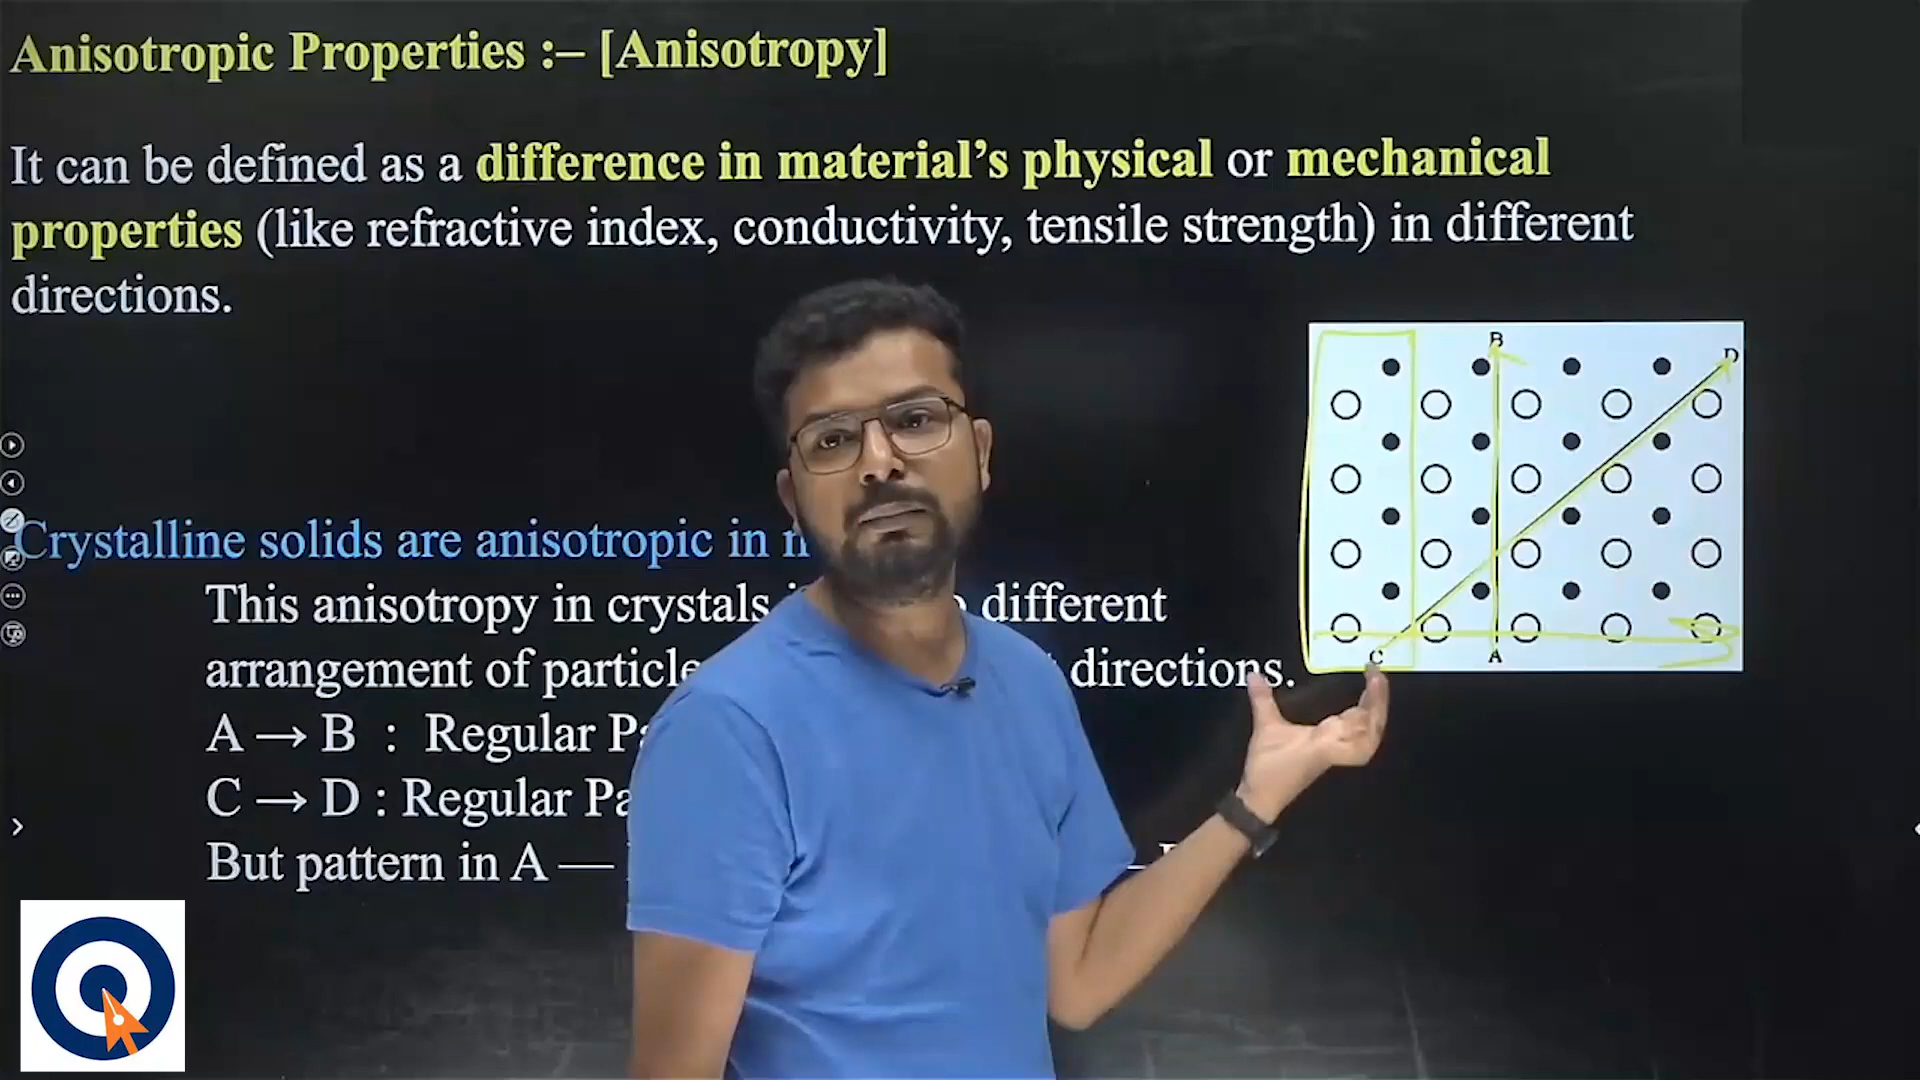 Anisotropic Properties :– [Anisotropy]
It can be defined as a difference in material’s physical or mechanical
properties (like refractive index, conductivity, tensile strength) in different
directions.
B
D
Crystalline solids are anisotropic in
This anisotropy in crystals different
arrangement of directions.
C A
A → B : Regular
C → D : Regular
But pattern in A —